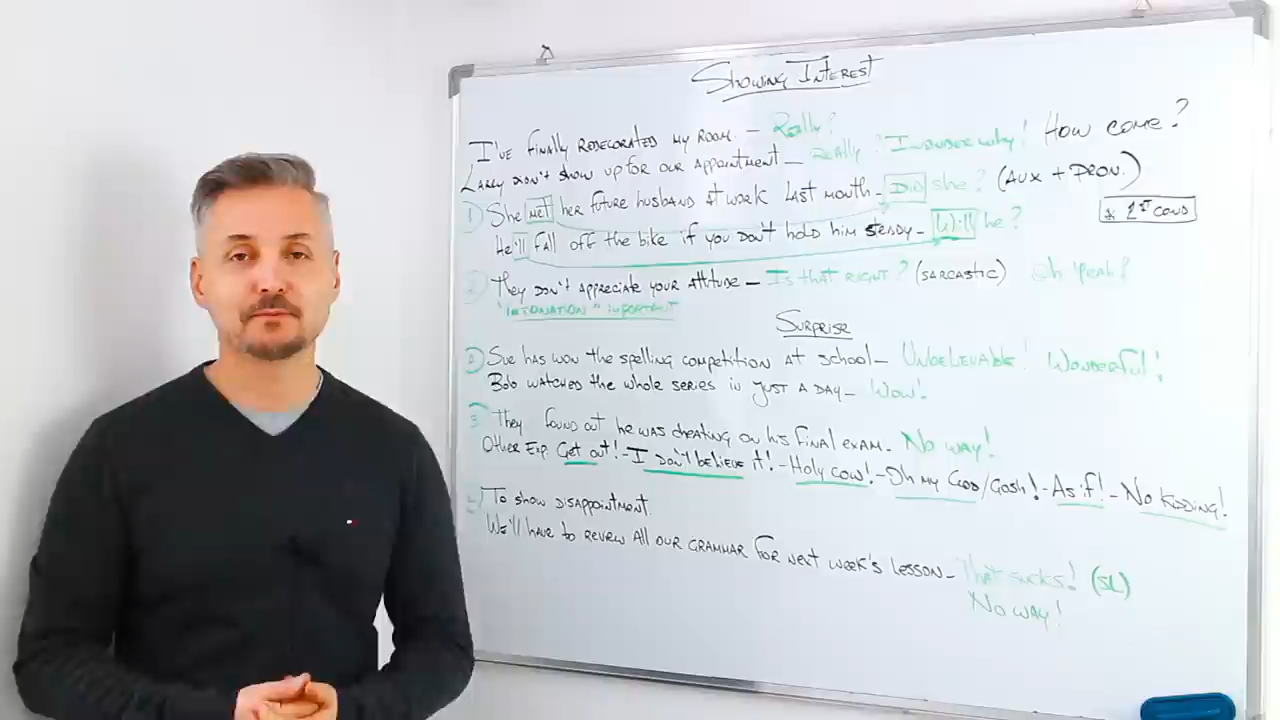 Showing Interest
I've finally redecorated my room. – Really?
Larry didn't show up for our appointment – Really? I wonder why! How come?
1) She met her future husband at work last month – Did she? (Aux + Pron.)
He'll fall off the bike if you don't hold him steady – Will he? * 1st cond
2) They don't appreciate your attitude – Is that right? (sarcastic) Oh yeah?
"Intonation" important
Surprise
Sue has won the spelling competition at school – Unbelievable! Wonderful!
Bob watched the whole series in just a day – Wow!
3) They found out he was cheating on his final exam. No way!
Other Exp. Get out! – I don't believe it! – Holy cow! – Oh my God/Gosh! – As if! – No kidding!
To show disappointment.
We'll have to review all our grammar for next week's lesson – That sucks! (SL)
No way!